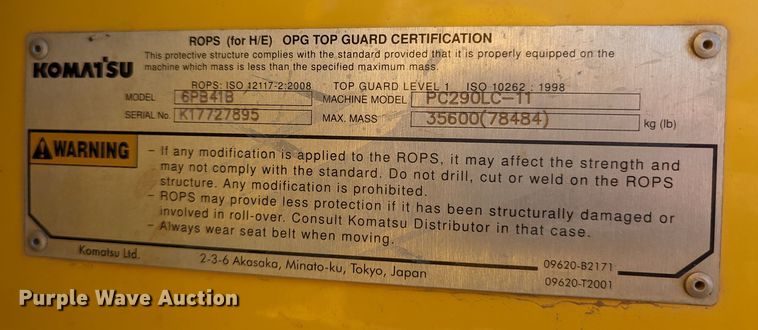 ROPS (for H/E) OPG TOP GUARD CERTIFICATION
This protective structure complies with the standard provided that it is properly equipped on the
machine which mass is less than the specified maximum mass.
KOMATSU
ROPS: ISO 12117-2:2008 TOP GUARD LEVEL 1 ISO 10262 : 1998
MODEL 6PB41B MACHINE MODEL PC290LC-11
SERIAL No. K17727895 MAX. MASS 35600(78484) kg (lb)
WARNING
- If any modification is applied to the ROPS, it may affect the strength and
may not comply with the standard. Do not drill, cut or weld on the ROPS
structure. Any modification is prohibited.
- ROPS may provide less protection if it has been structurally damaged or
involved in roll-over. Consult Komatsu Distributor in that case.
- Always wear seat belt when moving.
Komatsu Ltd. 2-3-6 Akasaka, Minato-ku, Tokyo, Japan
09620-B2171
09620-T2001
Purple Wave Auction